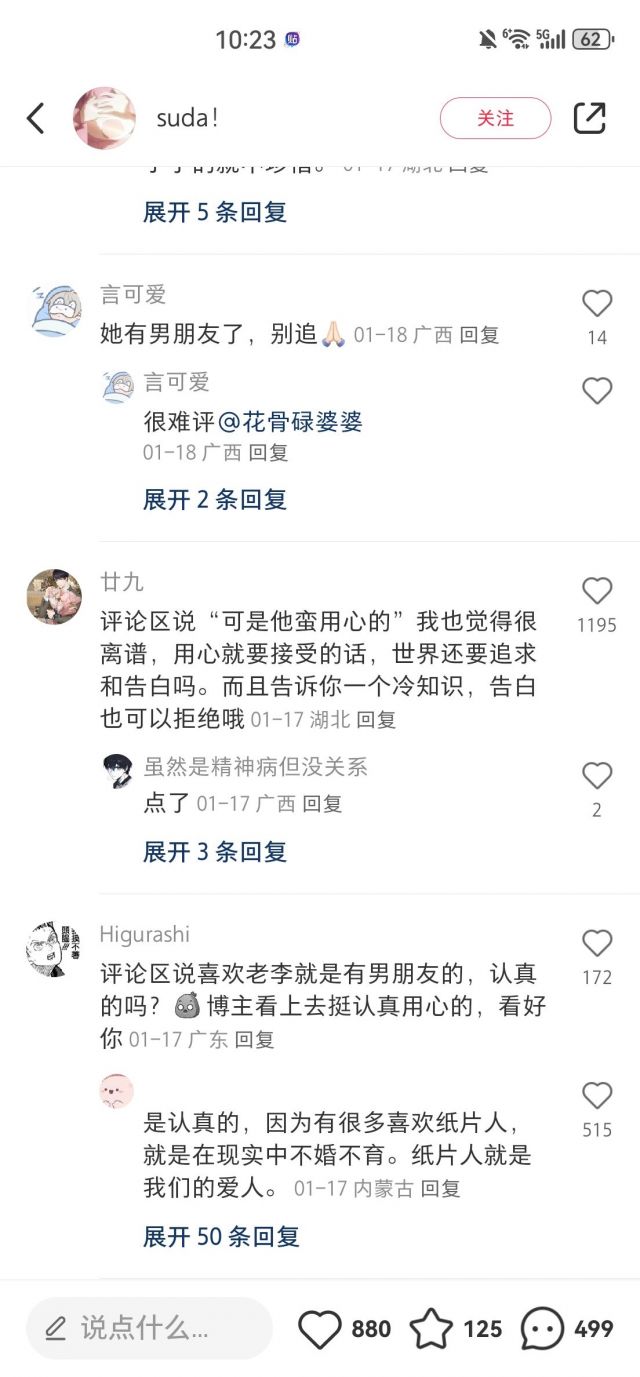 10:23
5G
62
suda！
关注
01-17 湖北 回复
展开 5 条回复
言可爱
她有男朋友了，别追🙏🏻 01-18 广西 回复
14
言可爱
很难评@花骨碌婆婆
01-18 广西 回复
展开 2 条回复
廿九
评论区说“可是他蛮用心的”我也觉得很
离谱，用心就要接受的话，世界还要追求
和告白吗。而且告诉你一个冷知识，告白
也可以拒绝哦 01-17 湖北 回复
1195
虽然是精神病但没关系
点了 01-17 广西 回复
2
展开 3 条回复
Higurashi
评论区说喜欢老李就是有男朋友的，认真
的吗？博主看上去挺认真用心的，看好
你 01-17 广东 回复
172
是认真的，因为有很多喜欢纸片人，
就是在现实中不婚不育。纸片人就是
我们的爱人。 01-17 内蒙古 回复
515
展开 50 条回复
说点什么...
880
125
499